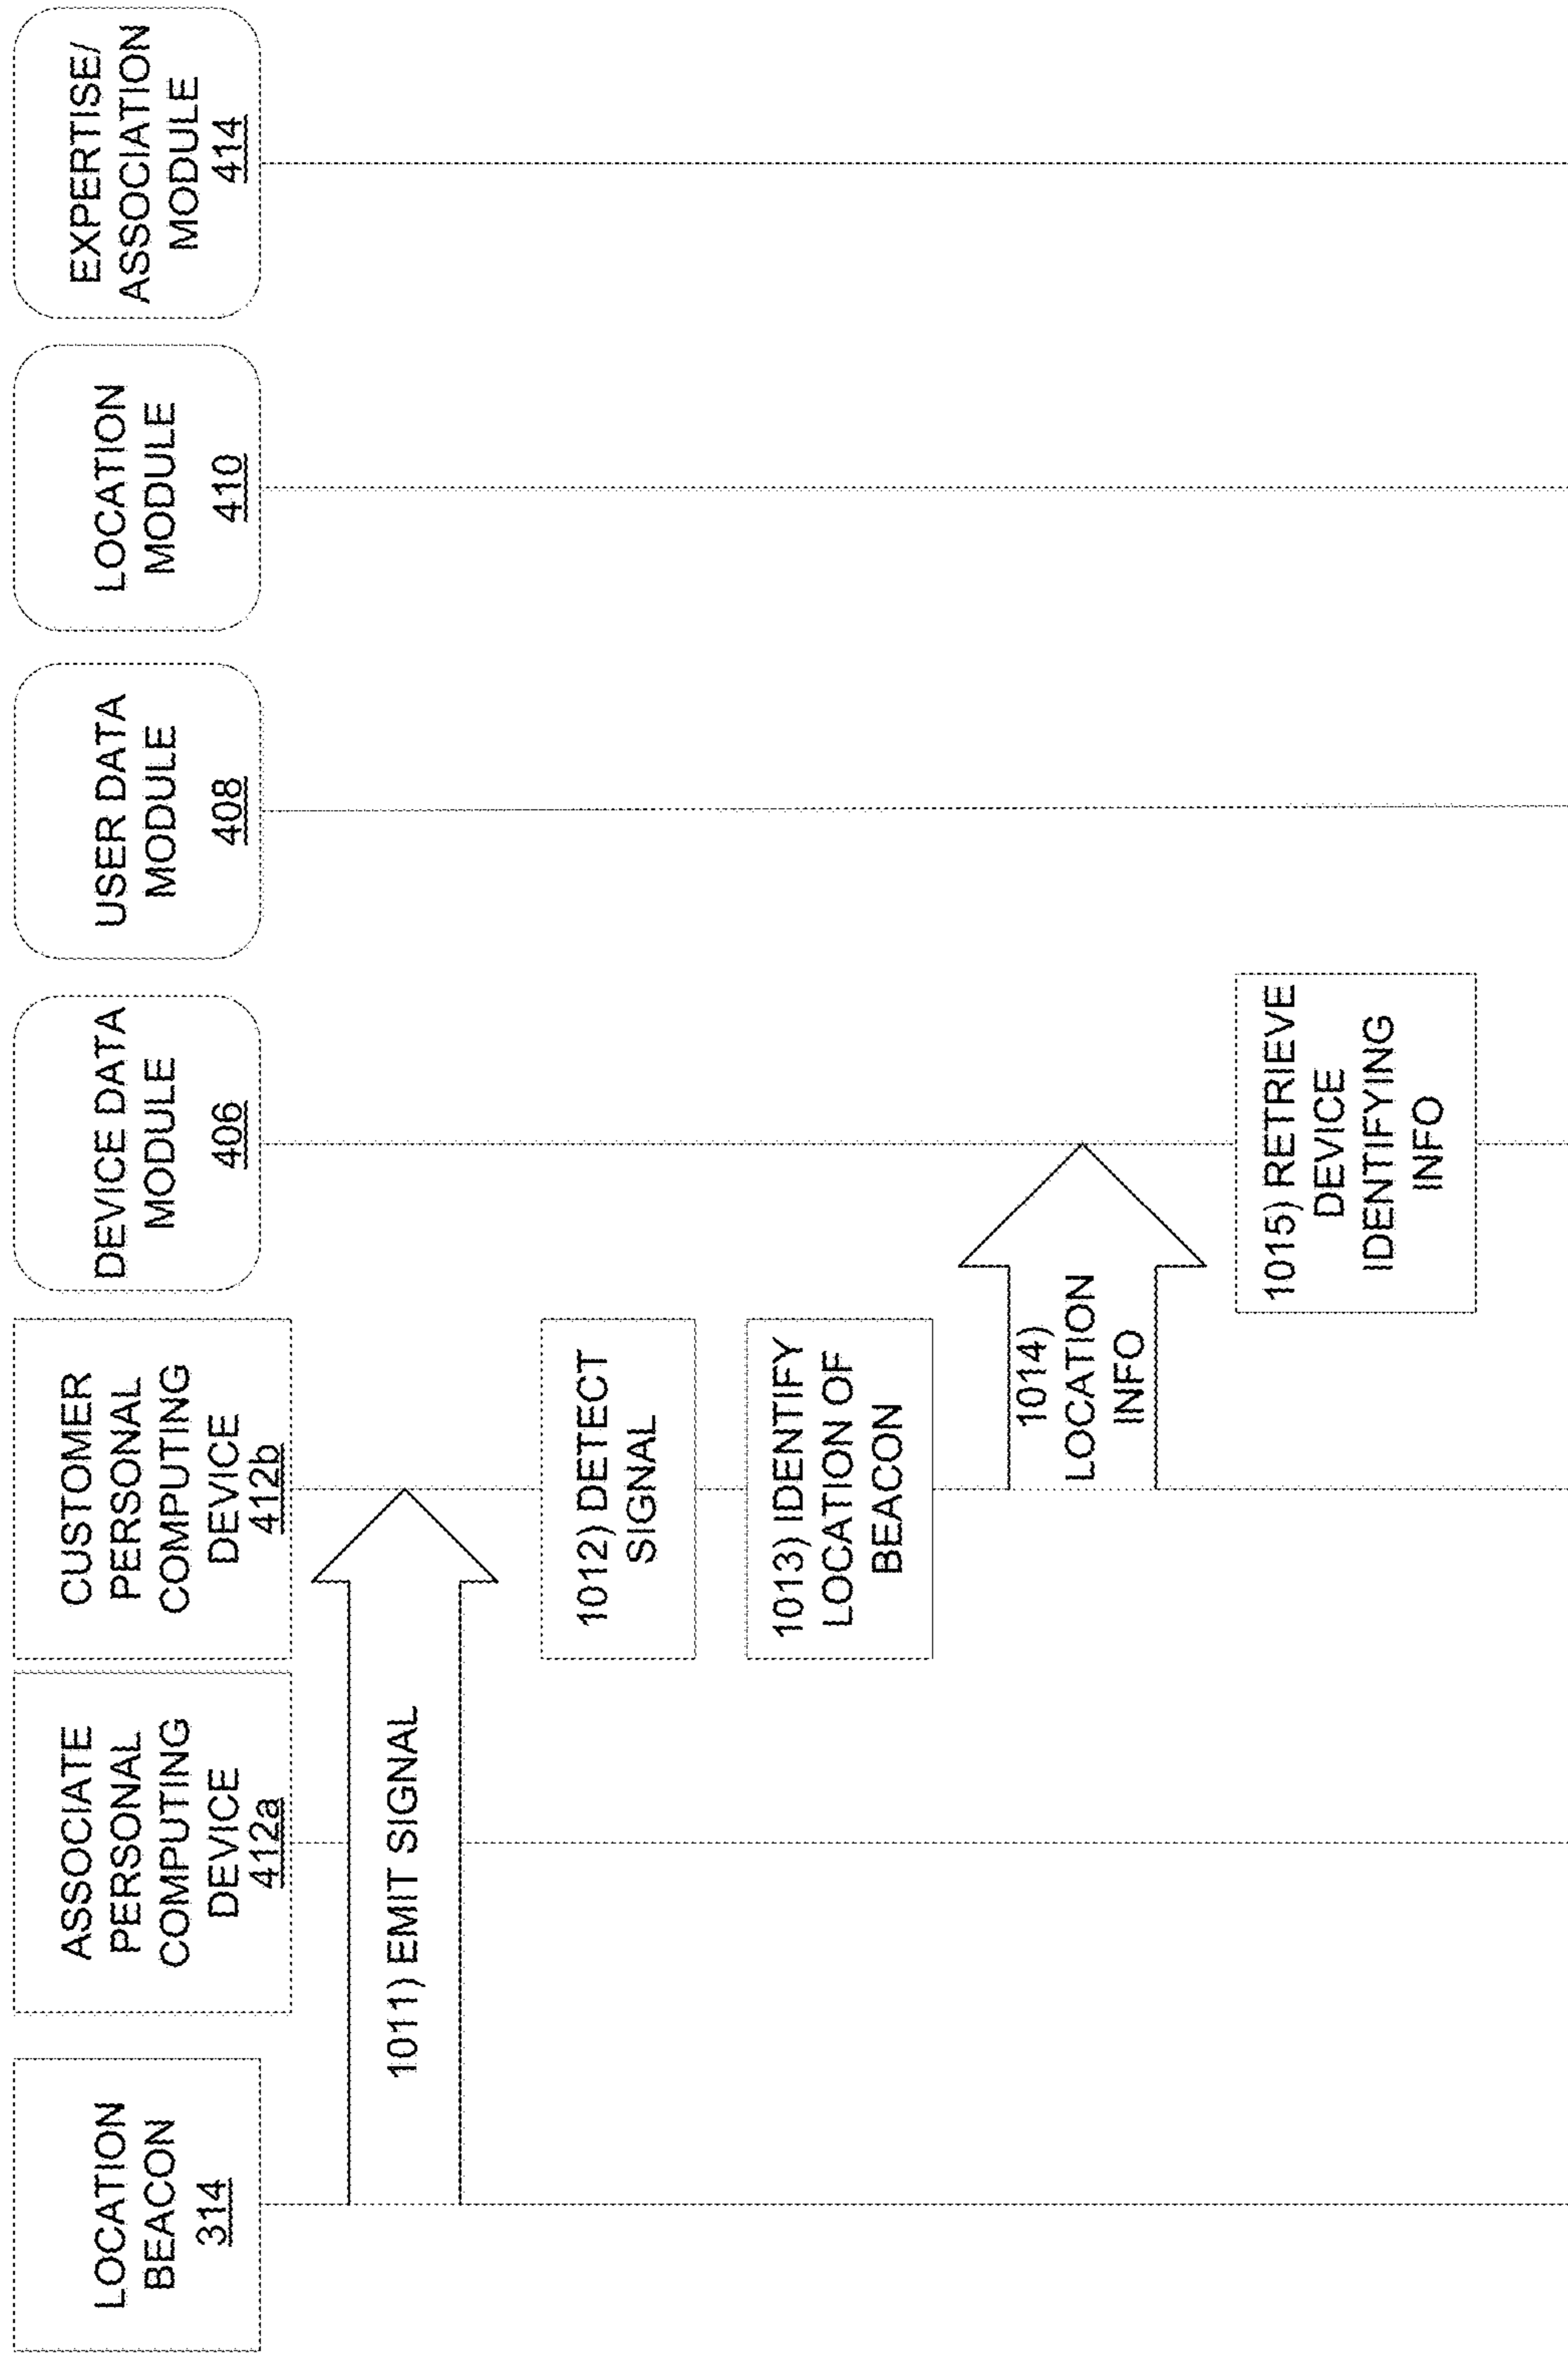 LOCATION
BEACON
314
ASSOCIATE
PERSONAL
COMPUTING
DEVICE
412a
CUSTOMER
PERSONAL
COMPUTING
DEVICE
412b
DEVICE DATA
MODULE
406
USER DATA
MODULE
408
LOCATION
MODULE
410
EXPERTISE/
ASSOCIATION
MODULE
414
1011) EMIT SIGNAL
1012) DETECT
SIGNAL
1013) IDENTIFY
LOCATION OF
BEACON
1014)
LOCATION
INFO
1015) RETRIEVE
DEVICE
IDENTIFYING
INFO